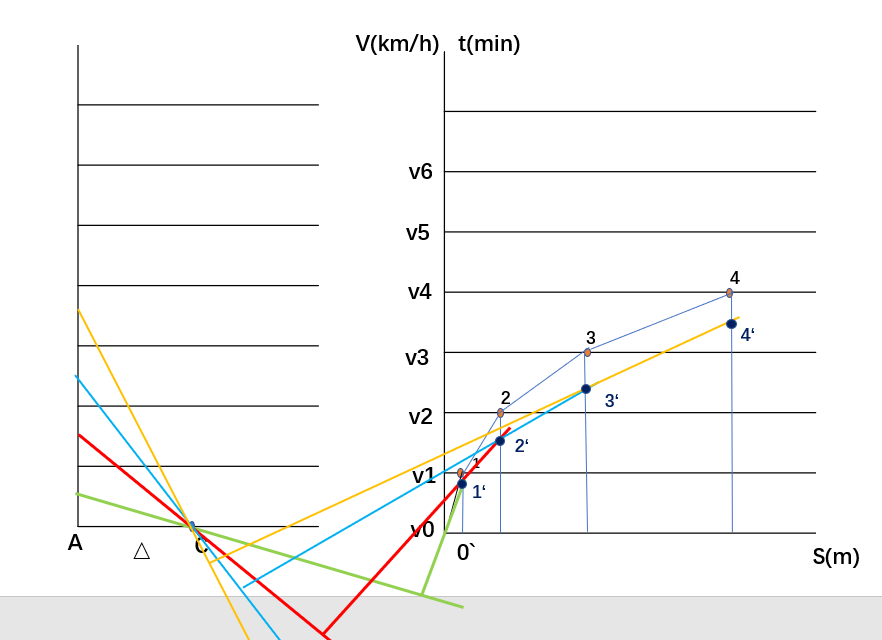 V(km/h) t(min)
v6
v5
4
v4
4‘
3
v3
3‘
2
v2
2‘
1
v1
1‘
v0
A
△
C
0`
S(m)